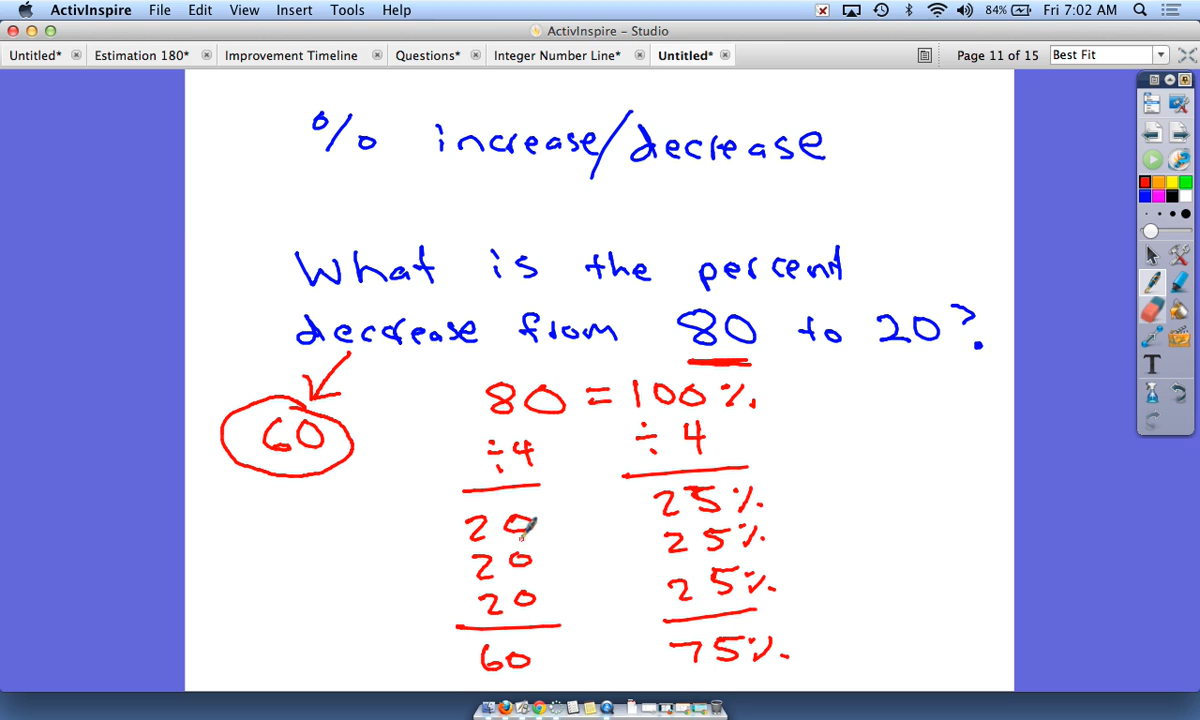 ActivInspire File Edit View Insert Tools Help 84% Fri 7:02 AM
ActivInspire – Studio
Untitled* Estimation 180* Improvement Timeline Questions* Integer Number Line* Untitled* Page 11 of 15 Best Fit
% increase/decrease
What is the percent
decrease from 80 to 20?
80 = 100%
60
÷4 ÷ 4
20 25%
20 25%
20 25%
60 75%
T